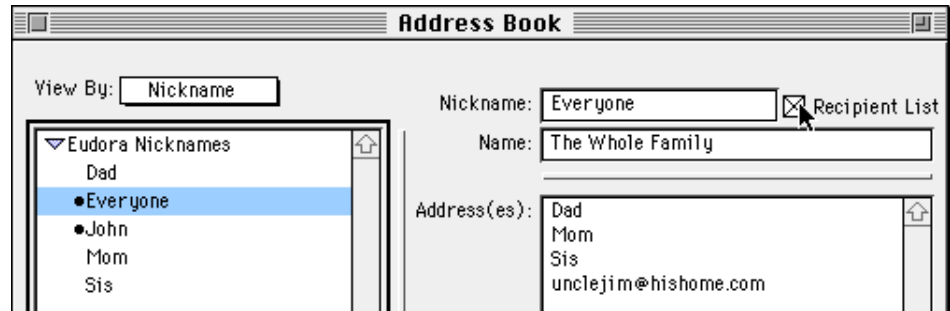 Address Book
View By: Nickname
Eudora Nicknames
Dad
•Everyone
•John
Mom
Sis
Nickname: Everyone
Recipient List
Name: The Whole Family
Address(es): Dad
Mom
Sis
unclejim@hishome.com